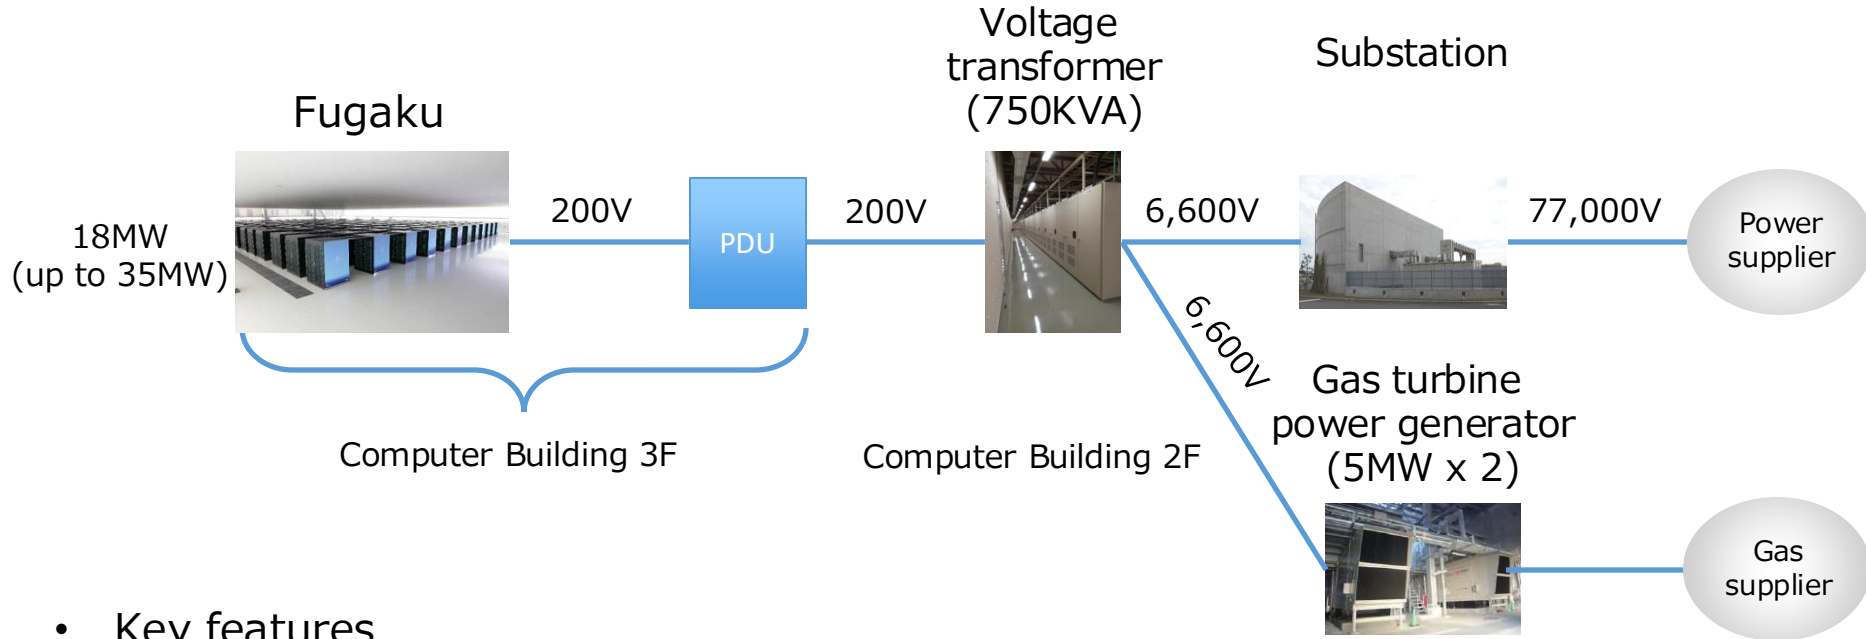 Voltage
transformer
(750KVA)
Substation
Fugaku
18MW
(up to 35MW)
200V
PDU
200V
6,600V
77,000V
Power
supplier
6,600V
Gas turbine
power generator
(5MW x 2)
Computer Building 3F
Computer Building 2F
Gas
supplier
• Key features